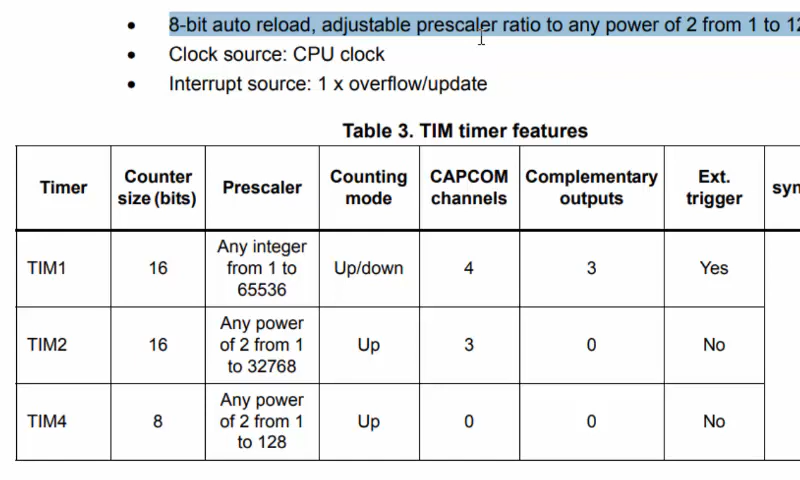 • 8-bit auto reload, adjustable prescaler ratio to any power of 2 from 1 to
• Clock source: CPU clock
• Interrupt source: 1 x overflow/update
Table 3. TIM timer features
Timer Counter size (bits) Prescaler Counting mode CAPCOM channels Complementary outputs Ext. trigger
TIM1 16 Any integer from 1 to 65536 Up/down 4 3 Yes
TIM2 16 Any power of 2 from 1 to 32768 Up 3 0 No
TIM4 8 Any power of 2 from 1 to 128 Up 0 0 No